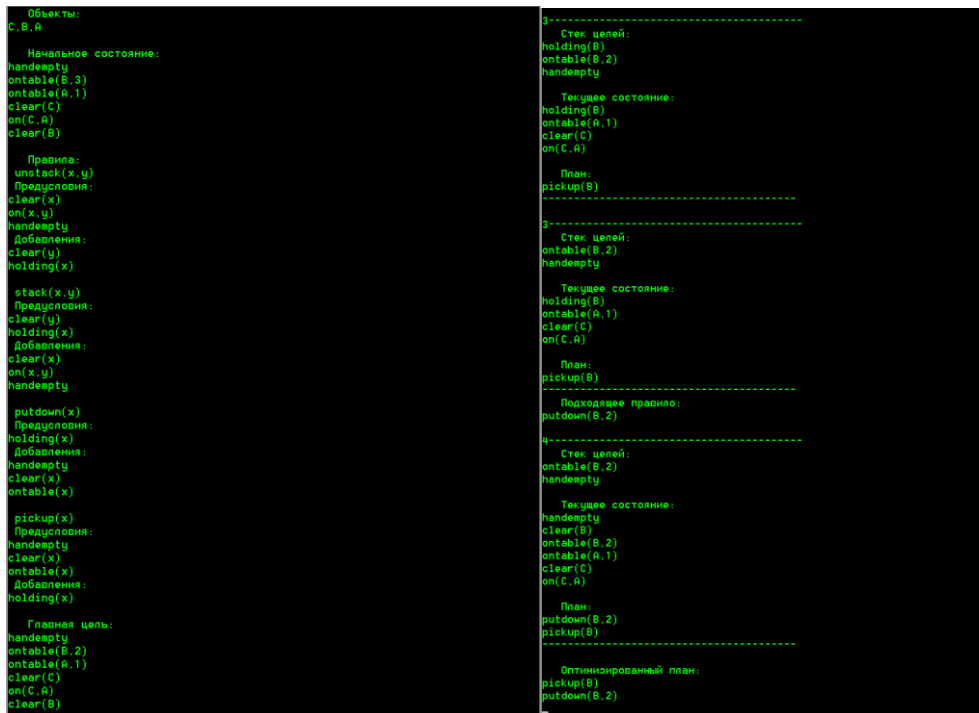 Объекты:
C,B,A
Начальное состояние:
handempty
ontable(B,3)
ontable(A,1)
clear(C)
on(C,A)
clear(B)
Правила:
unstack(x,y)
Предусловия:
clear(x)
on(x,y)
handempty
Добавления:
clear(y)
holding(x)
stack(x,y)
Предусловия:
clear(y)
holding(x)
Добавления:
clear(x)
on(x,y)
handempty
putdown(x)
Предусловия:
holding(x)
Добавления:
handempty
clear(x)
ontable(x)
pickup(x)
Предусловия:
handempty
clear(x)
ontable(x)
Добавления:
holding(x)
Главная цель:
handempty
ontable(B,2)
ontable(A,1)
clear(C)
on(C,A)
clear(B)
3----------------------------------------
Стек целей:
holding(B)
ontable(B,2)
handempty
Текущее состояние:
holding(B)
ontable(A,1)
clear(C)
on(C,A)
План:
pickup(B)
----------------------------------------
3----------------------------------------
Стек целей:
ontable(B,2)
handempty
Текущее состояние:
holding(B)
ontable(A,1)
clear(C)
on(C,A)
План:
pickup(B)
----------------------------------------
Подходящее правило:
putdown(B,2)
4----------------------------------------
Стек целей:
ontable(B,2)
handempty
Текущее состояние:
handempty
clear(B)
ontable(B,2)
ontable(A,1)
clear(C)
on(C,A)
План:
putdown(B,2)
pickup(B)
----------------------------------------
Оптимизированный план:
pickup(B)
putdown(B,2)